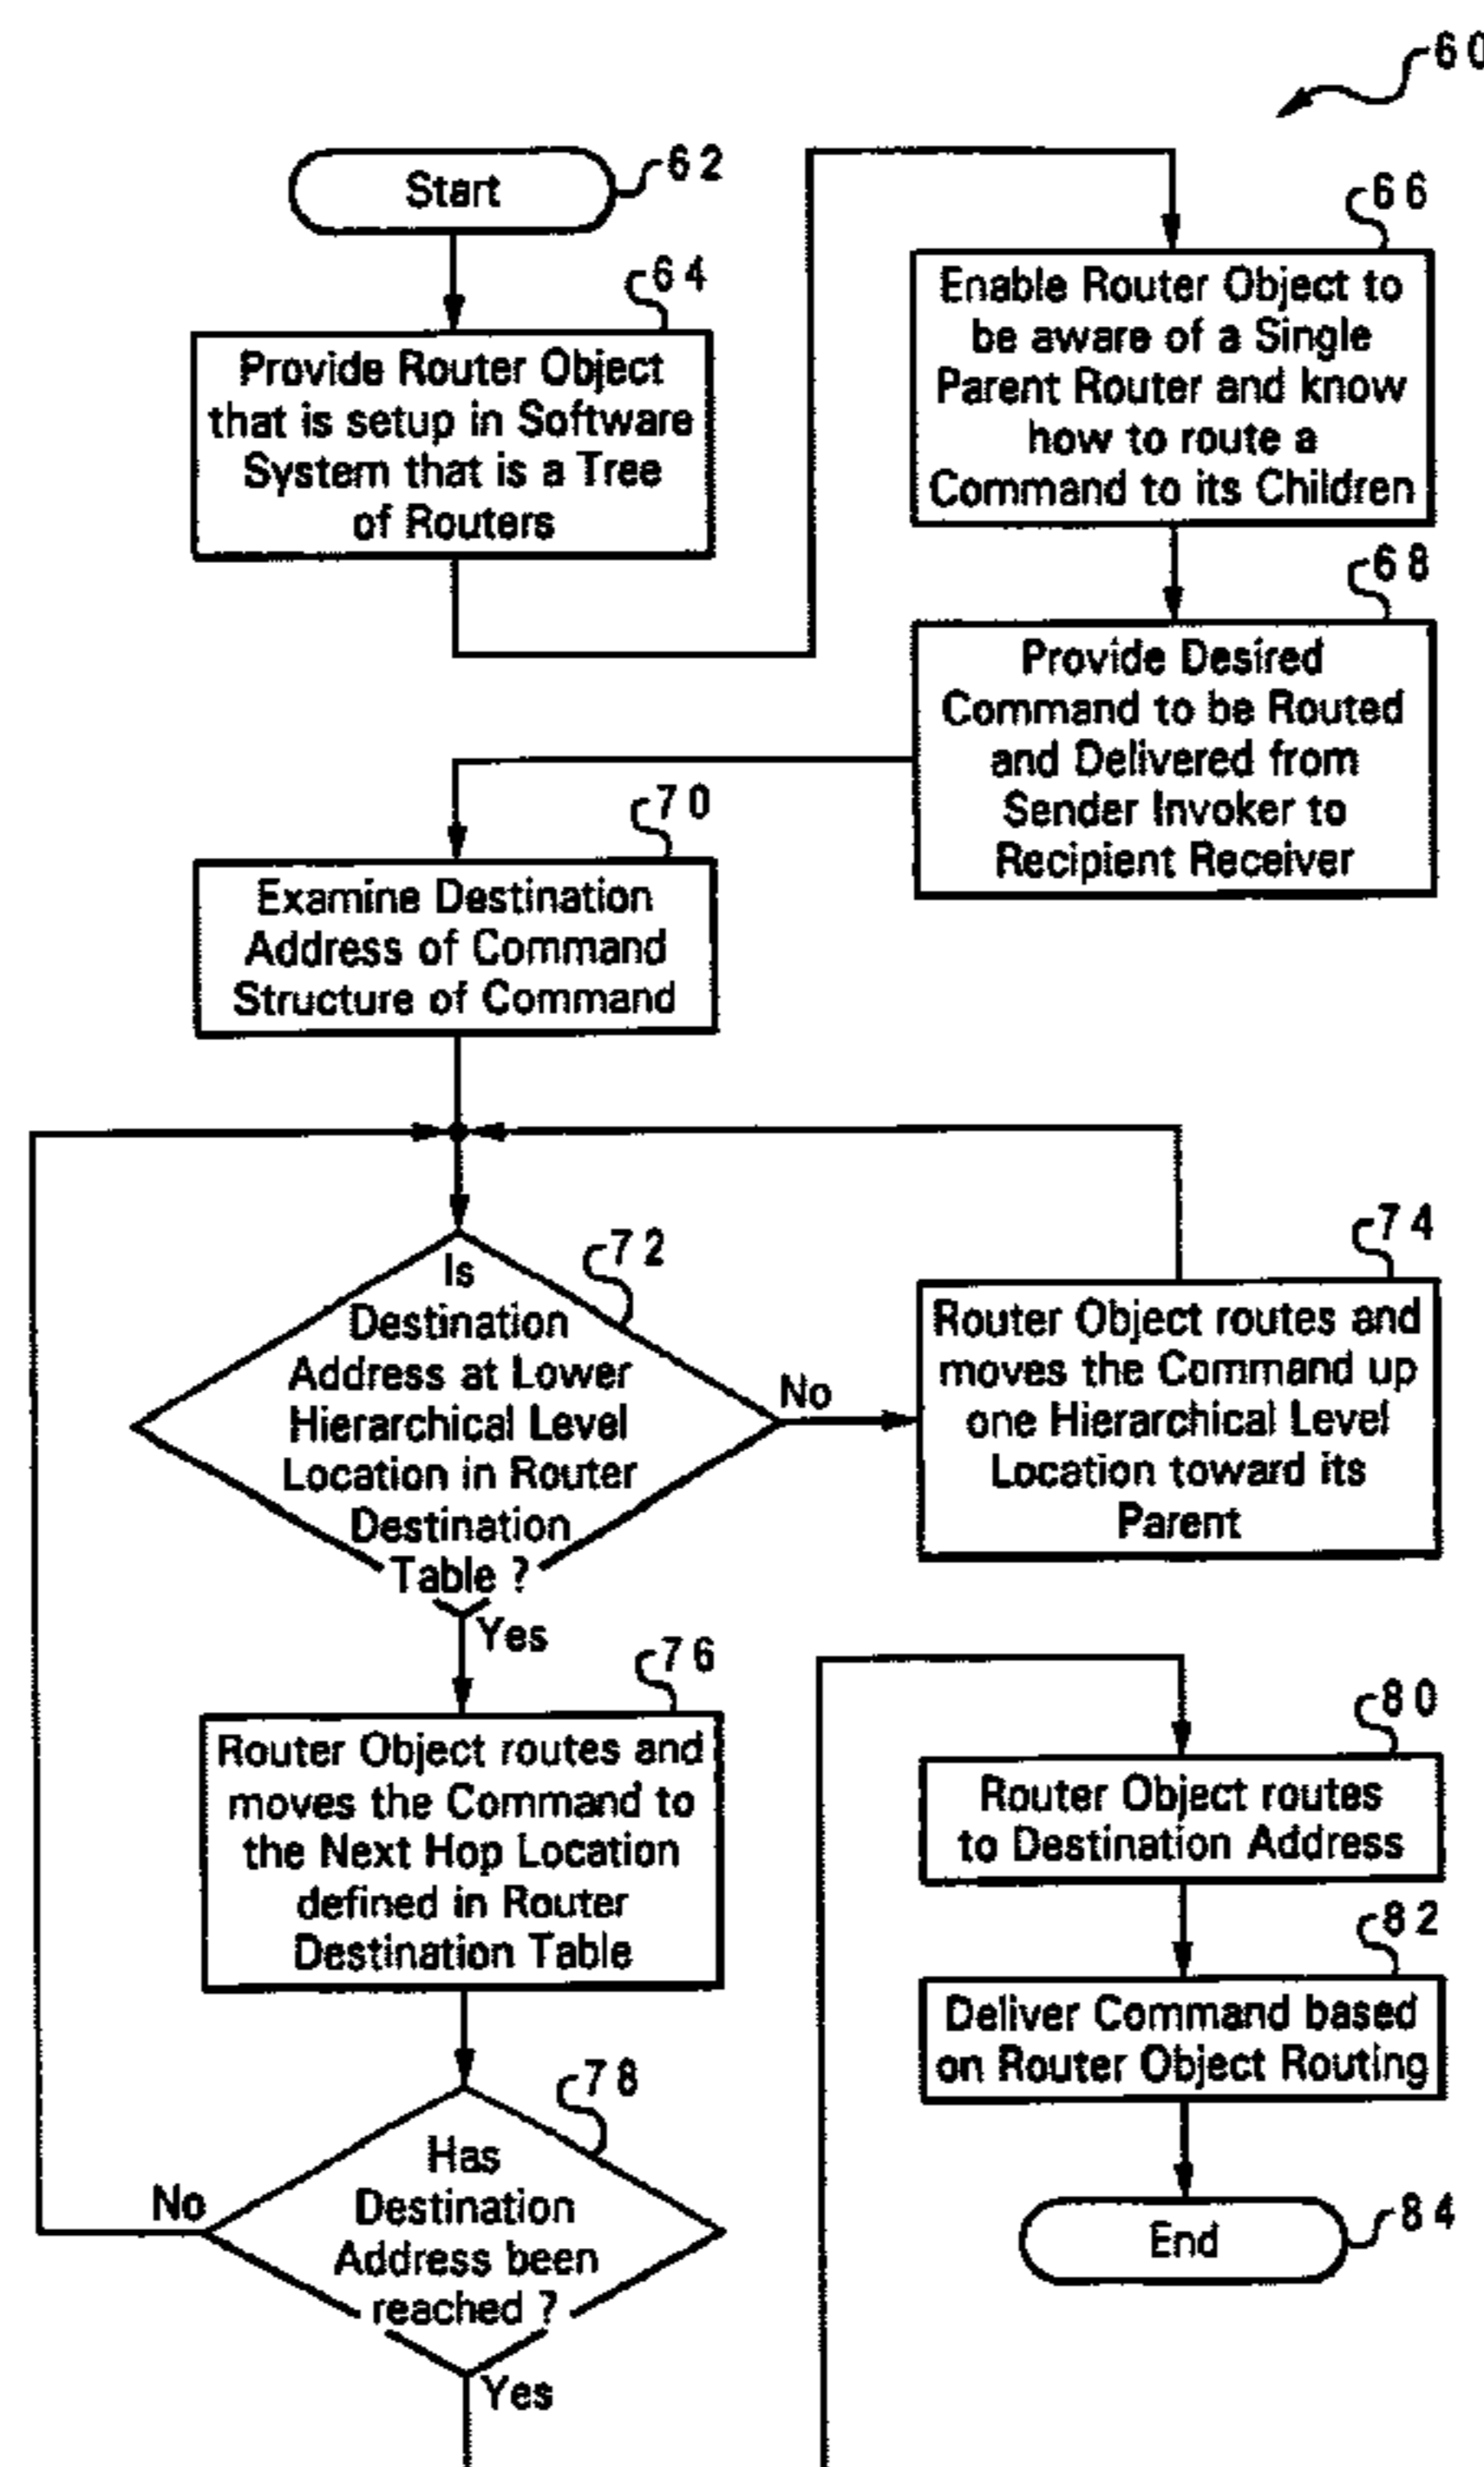 60
Start
62
64
Provide Router Object
that is setup in Software
System that is a Tree
of Routers
66
Enable Router Object to
be aware of a Single
Parent Router and know
how to route a
Command to its Children
68
Provide Desired
Command to be Routed
and Delivered from
Sender Invoker to
Recipient Receiver
70
Examine Destination
Address of Command
Structure of Command
72
Is
Destination
Address at Lower
Hierarchical Level
Location in Router
Destination
Table ?
No
Yes
74
Router Object routes and
moves the Command up
one Hierarchical Level
Location toward its
Parent
76
Router Object routes and
moves the Command to
the Next Hop Location
defined in Router
Destination Table
78
Has
Destination
Address been
reached ?
No
Yes
80
Router Object routes
to Destination Address
82
Deliver Command based
on Router Object Routing
End
84